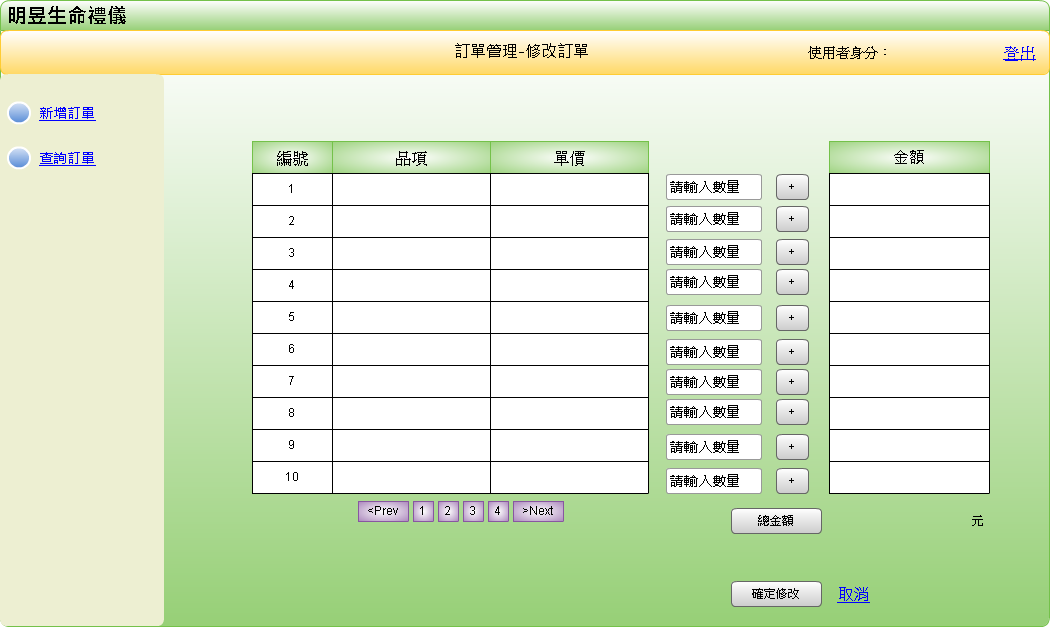 明昱生命禮儀
訂單管理-修改訂單 使用者身分： 登出
新增訂單
查詢訂單
編號 品項 單價 金額
1 請輸入數量 +
2 請輸入數量 +
3 請輸入數量 +
4 請輸入數量 +
5 請輸入數量 +
6 請輸入數量 +
7 請輸入數量 +
8 請輸入數量 +
9 請輸入數量 +
10 請輸入數量 +
<Prev 1 2 3 4 >Next
總金額 元
確定修改 取消